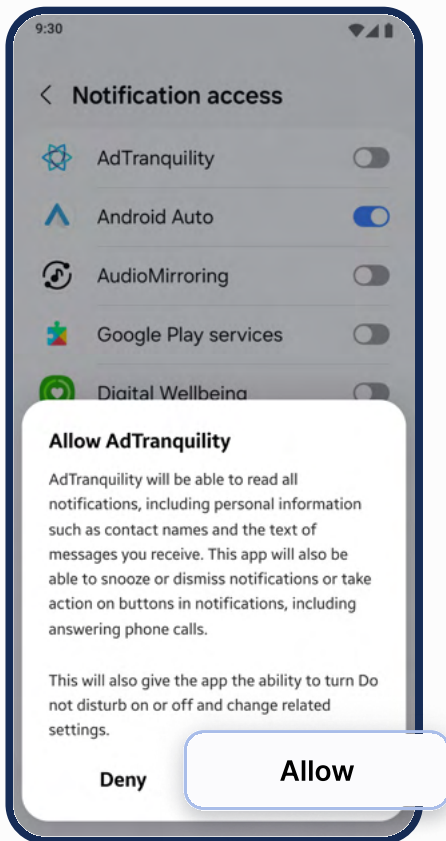 9:30
Notification access
AdTranquility
Android Auto
AudioMirroring
Google Play services
Digital Wellbeing
Allow AdTranquility
AdTranquility will be able to read all
notifications, including personal information
such as contact names and the text of
messages you receive. This app will also be
able to snooze or dismiss notifications or take
action on buttons in notifications, including
answering phone calls.
This will also give the app the ability to turn Do
not disturb on or off and change related
settings.
Deny
Allow